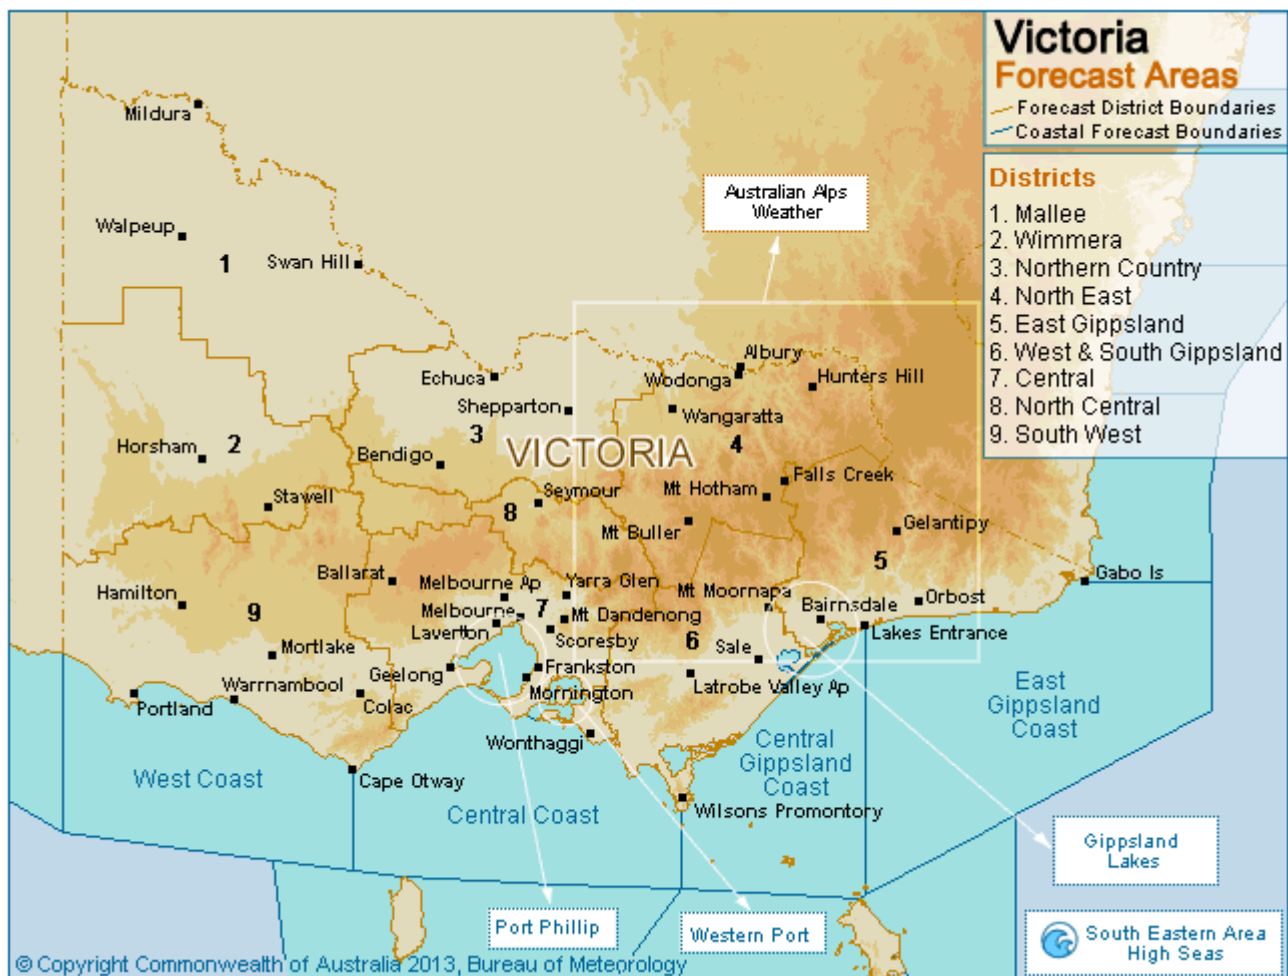 Victoria
Forecast Areas
Forecast District Boundaries
Coastal Forecast Boundaries
Districts
1. Mallee
2. Wimmera
3. Northern Country
4. North East
5. East Gippsland
6. West & South Gippsland
7. Central
8. North Central
9. South West
Mildura
Australian Alps
Weather
Walpeup
1
Swan Hill
Albury
Echuca
Wodonga
Hunters Hill
Shepparton
Wangaratta
Horsham
2
3
VICTORIA
4
Bendigo
Falls Creek
Stawell
Seymour
Mt Hotham
8
Mt Buller
Gelantipy
5
Ballarat
Melbourne Ap
Yarra Glen
Mt Moornapa
Gabo Is
Hamilton
9
Melbourne
7
Mt Dandenong
Bairnsdale
Orbost
Laverton
Scoresby
6
Lakes Entrance
Mortlake
Sale
Geelong
Frankston
Warrnambool
Mornington
Latrobe Valley Ap
Portland
Colac
East
Gippsland
Coast
Wonthaggi
Central
Gippsland
Coast
West Coast
Cape Otway
Central Coast
Wilsons Promontory
Gippsland
Lakes
Port Phillip
Western Port
South Eastern Area
High Seas
© Copyright Commonwealth of Australia 2013, Bureau of Meteorology